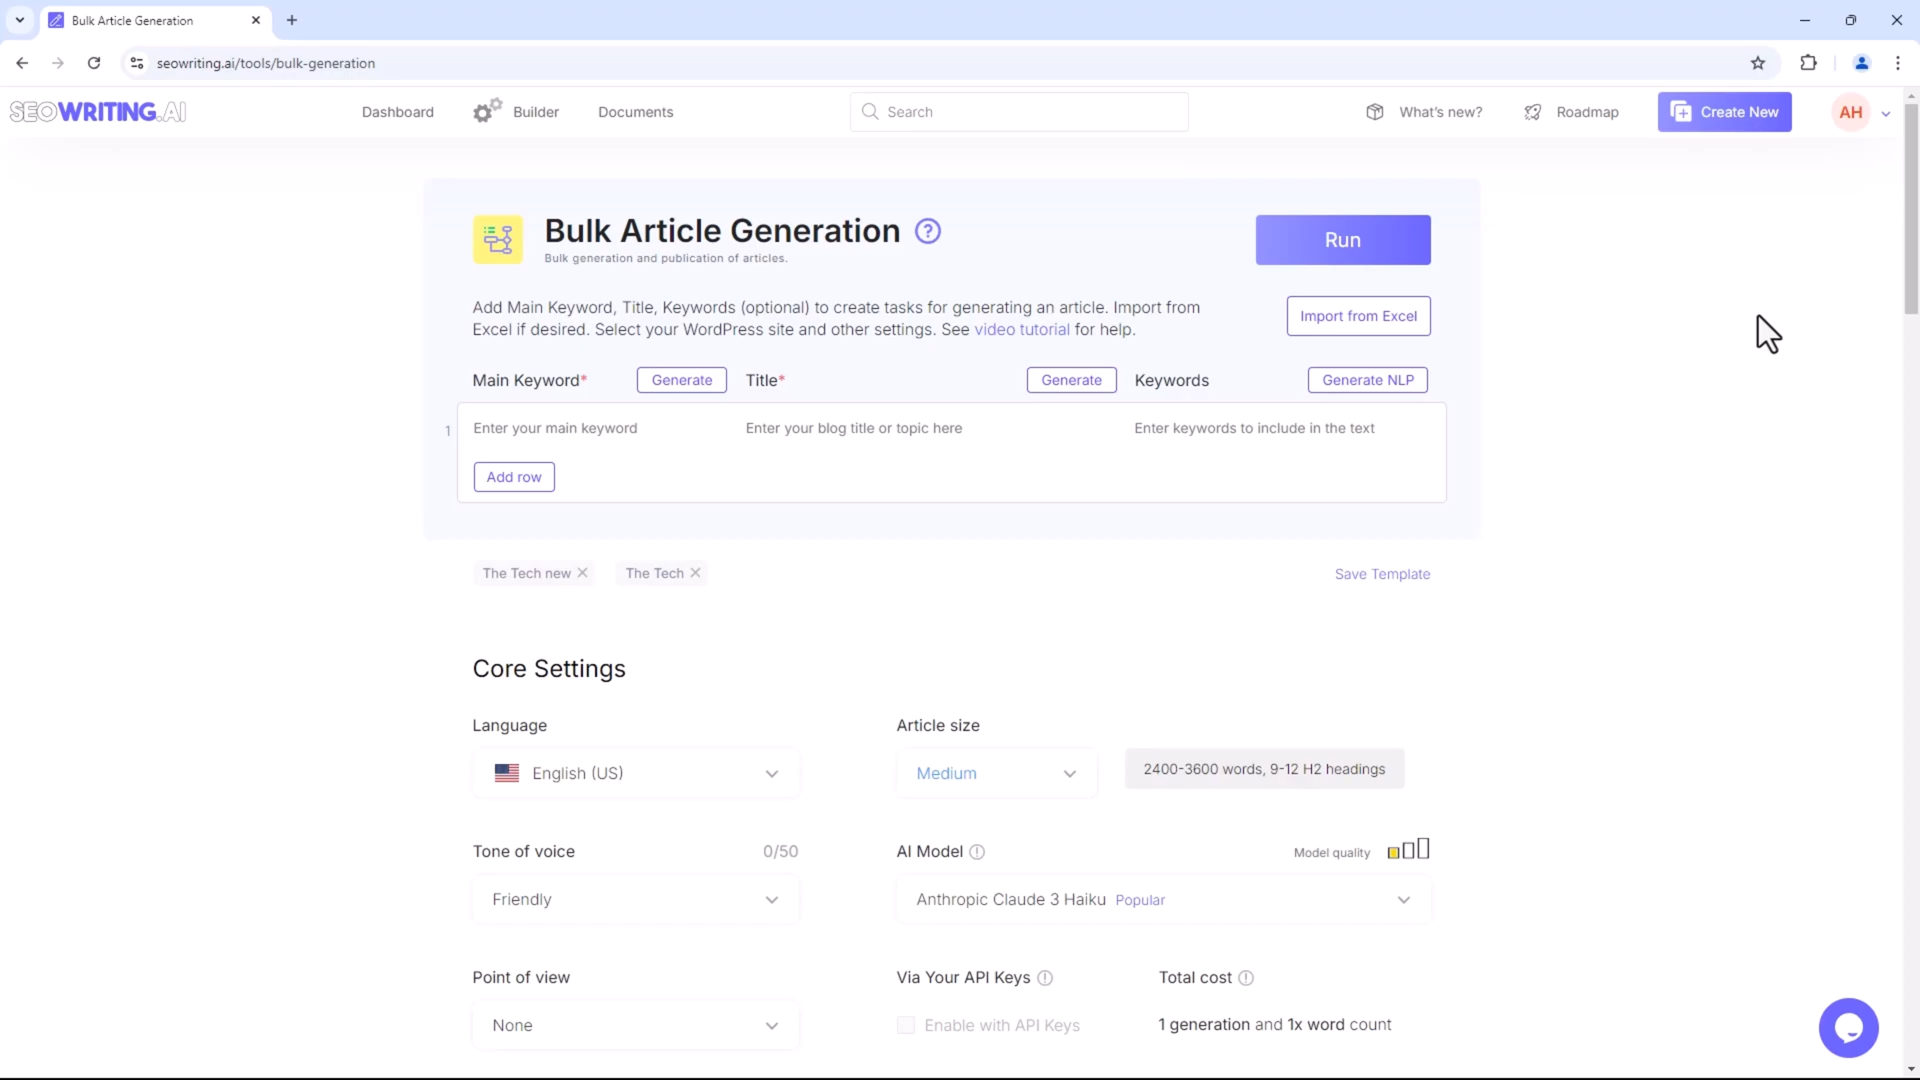 Bulk Article Generation
seowriting.ai/tools/bulk-generation
SEOWRITING.AI
Dashboard
Builder
Documents
Search
What's new?
Roadmap
Create New
AH
Bulk Article Generation
Bulk generation and publication of articles.
Run
Add Main Keyword, Title, Keywords (optional) to create tasks for generating an article. Import from
Excel if desired. Select your WordPress site and other settings. See video tutorial for help.
Import from Excel
Main Keyword*
Generate
Title*
Generate
Keywords
Generate NLP
1
Enter your main keyword
Enter your blog title or topic here
Enter keywords to include in the text
Add row
The Tech new
The Tech
Save Template
Core Settings
Language
Article size
English (US)
Medium
2400-3600 words, 9-12 H2 headings
Tone of voice
0/50
AI Model
Model quality
Friendly
Anthropic Claude 3 Haiku Popular
Point of view
Via Your API Keys
Total cost
None
Enable with API Keys
1 generation and 1x word count